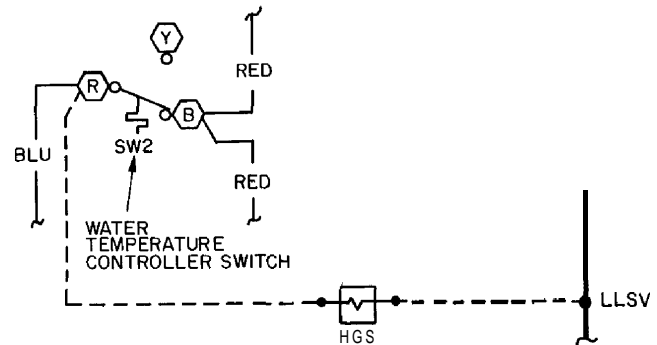 Y
RED
R
B
BLU
SW2
RED
WATER
TEMPERATURE
CONTROLLER SWITCH
LLSV
HGS